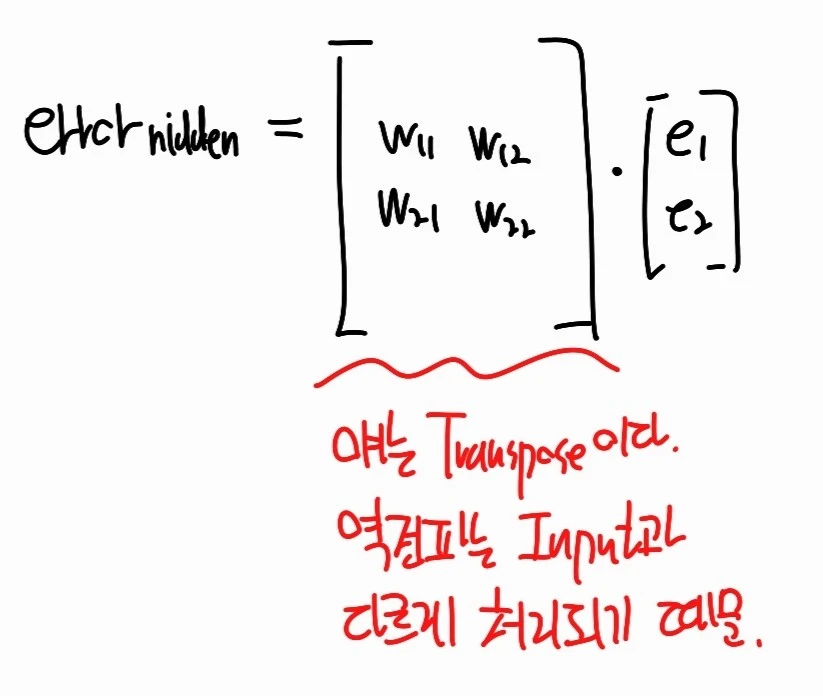 error hidden = [ w11 w12 ] · [ e1 ]
[ w21 w22 ] [ e2 ]
얘는 Transpose이다.
역전파는 Input과
다르게 처리되기 때문.